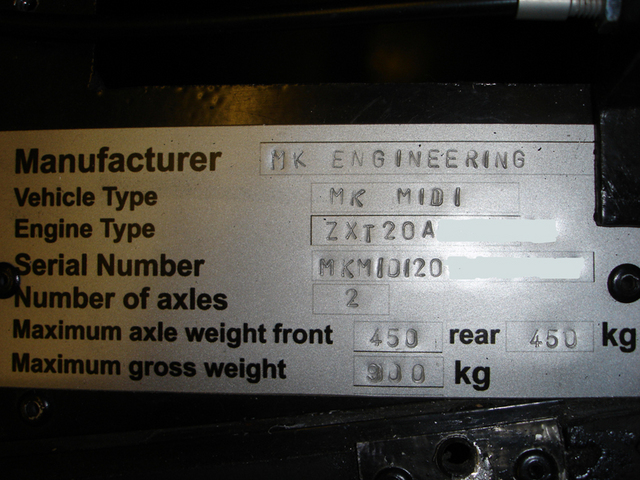 Manufacturer MK ENGINEERING
Vehicle Type MK MIDI
Engine Type ZXT20A
Serial Number MKMIDI20
Number of axles 2
Maximum axle weight front 450 rear 450 kg
Maximum gross weight 900 kg